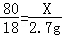 80/18 = X/2.7g